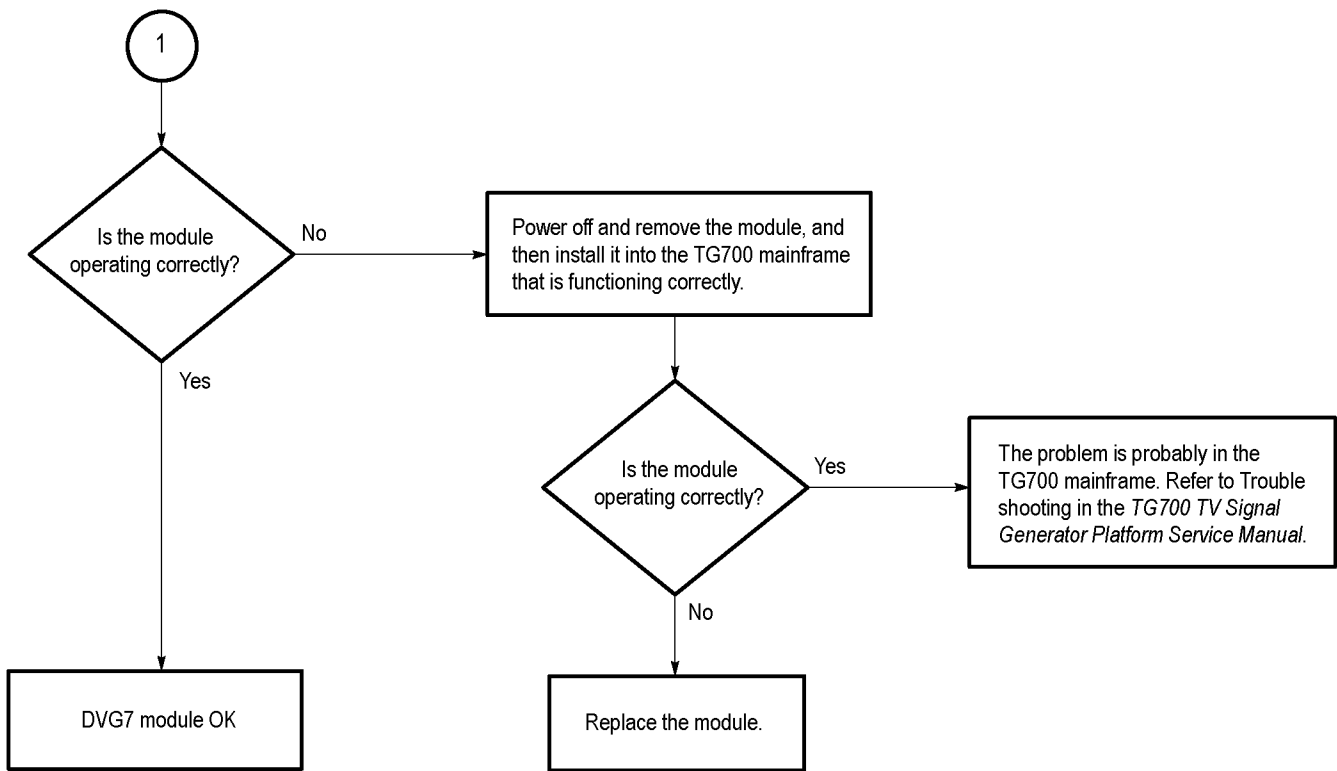 1
Is the module
operating correctly?
No
Power off and remove the module, and
then install it into the TG700 mainframe
that is functioning correctly.
Yes
Is the module
operating correctly?
Yes
The problem is probably in the
TG700 mainframe. Refer to Trouble
shooting in the TG700 TV Signal
Generator Platform Service Manual.
No
DVG7 module OK
Replace the module.